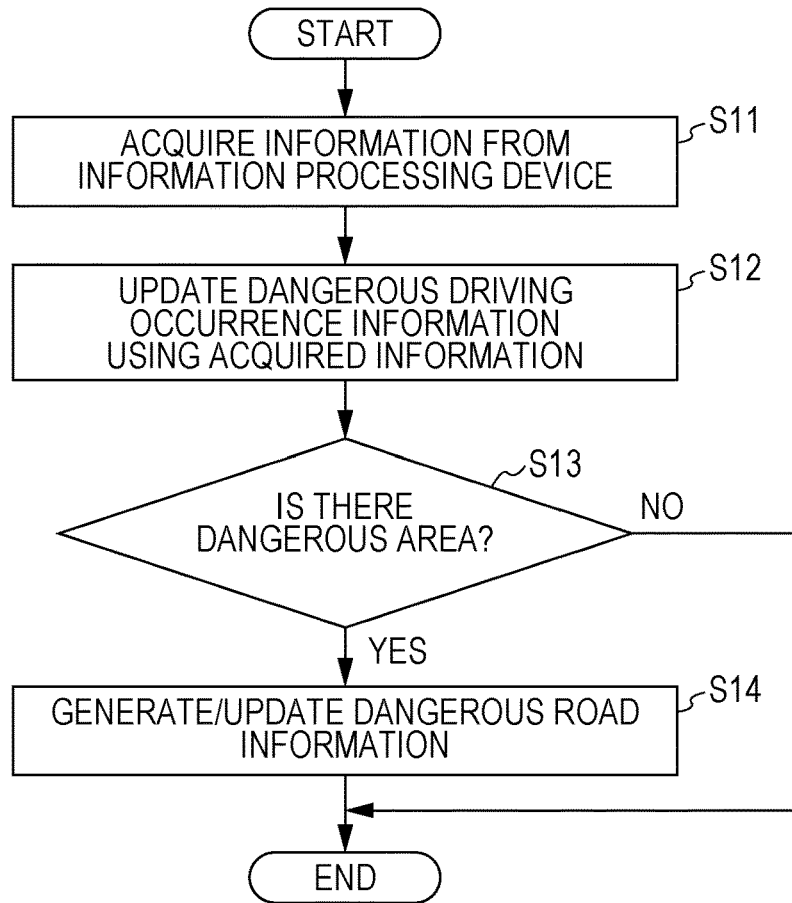 START
S11
ACQUIRE INFORMATION FROM
INFORMATION PROCESSING DEVICE
S12
UPDATE DANGEROUS DRIVING
OCCURRENCE INFORMATION
USING ACQUIRED INFORMATION
S13
IS THERE
DANGEROUS AREA?
NO
YES
S14
GENERATE/UPDATE DANGEROUS ROAD
INFORMATION
END